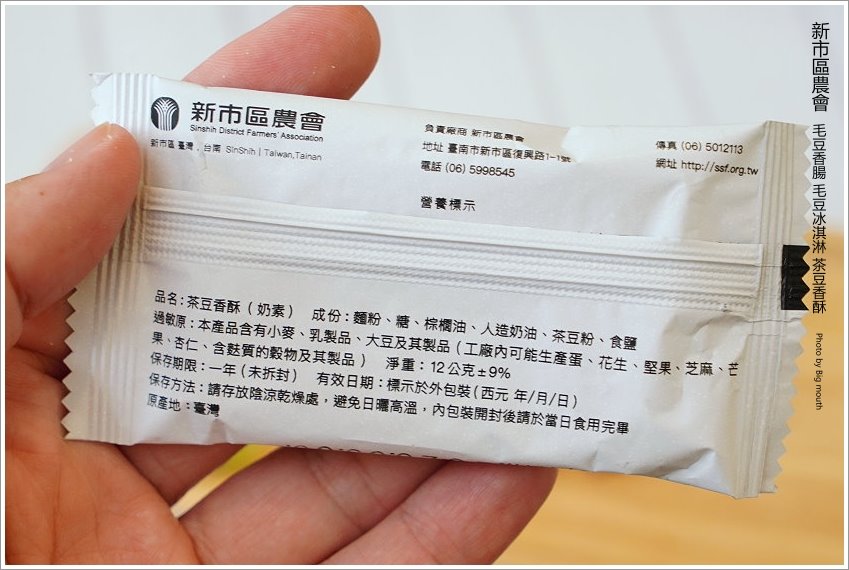 新市區農會
Sinshih District Farmers' Association
新市區 臺灣．台南 SinShih | Taiwan,Tainan
負責廠商 新市區農會
地址 臺南市新市區復興路1-1號
電話 (06) 5998545
傳真 (06) 5012113
網址 http://ssf.org.tw
營養標示
品名：茶豆香酥（奶素） 成份：麵粉、糖、棕櫚油、人造奶油、茶豆粉、食鹽
過敏原：本產品含有小麥、乳製品、大豆及其製品（工廠內可能生產蛋、花生、堅果、芝麻、芒
果、杏仁、含麩質的穀物及其製品） 淨重：12公克±9%
保存期限：一年（未拆封） 有效日期：標示於外包裝（西元 年/月/日）
保存方法：請存放陰涼乾燥處，避免日曬高溫，內包裝開封後請於當日食用完畢
原產地：臺灣
新市區農會 毛豆香腸 毛豆冰淇淋 茶豆香酥 Photo by Big mouth